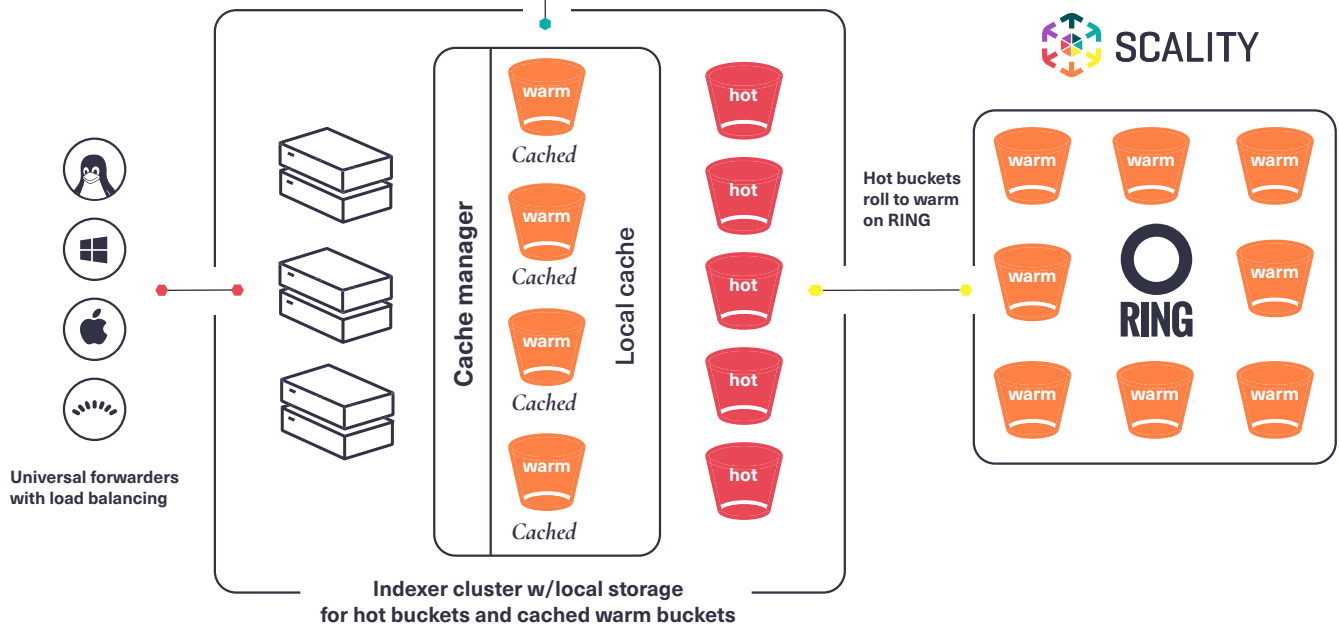 SCALITY
Universal forwarders
with load balancing
Cache manager
warm
Cached
warm
Cached
warm
Cached
warm
Cached
Local cache
hot
hot
hot
hot
hot
Hot buckets
roll to warm
on RING
warm
warm
warm
warm
RING
warm
warm
warm
warm
Indexer cluster w/local storage
for hot buckets and cached warm buckets